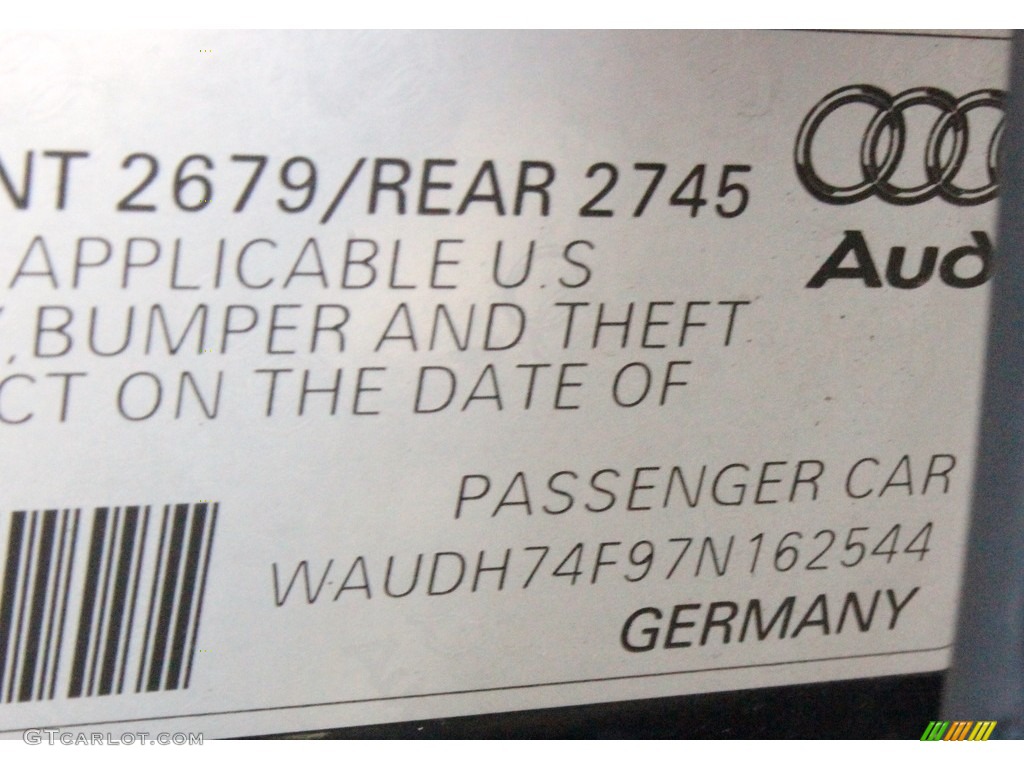 NT 2679/REAR 2745
Aud
APPLICABLE U.S
, BUMPER AND THEFT
CT ON THE DATE OF
PASSENGER CAR
WAUDH74F97N162544
GERMANY
GTCARLOT.COM